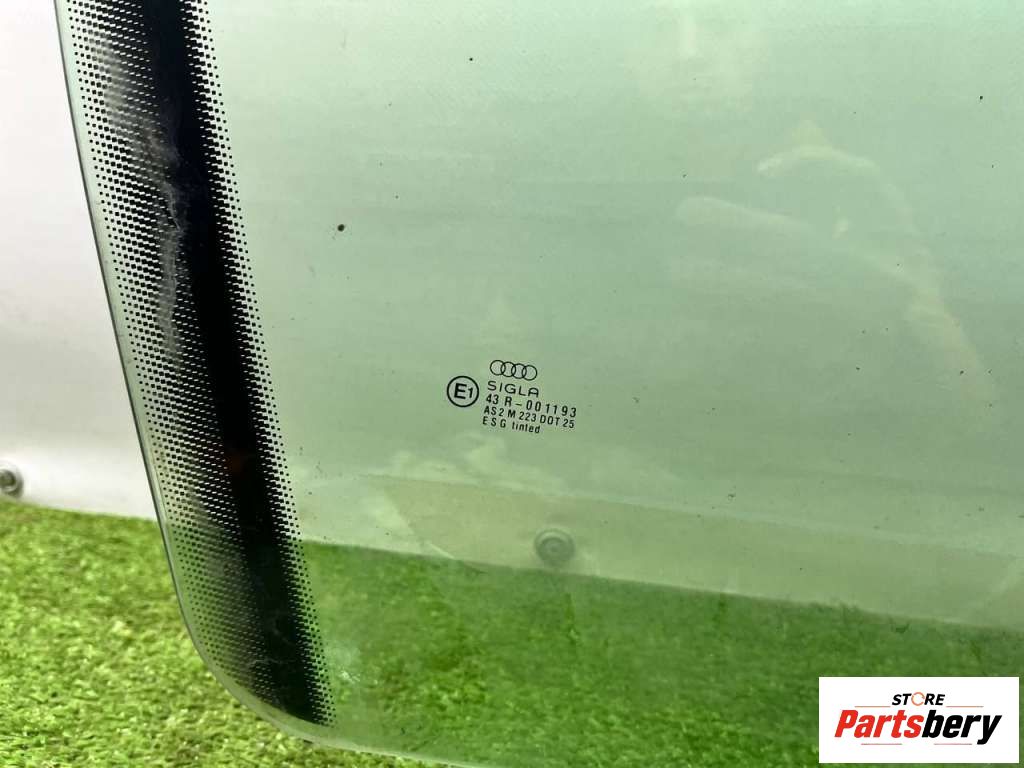 E1
SIGLA
43 R-001193
AS2 M 223 DOT 25
ESG tinted
STORE
Partsbery